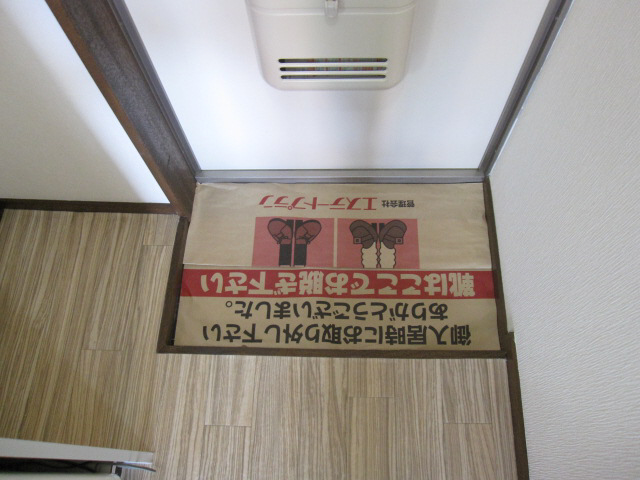 御入居時にお取り外し下さい
ありがとうございました。
靴はここでお脱ぎ下さい
管理会社 エステートプラン